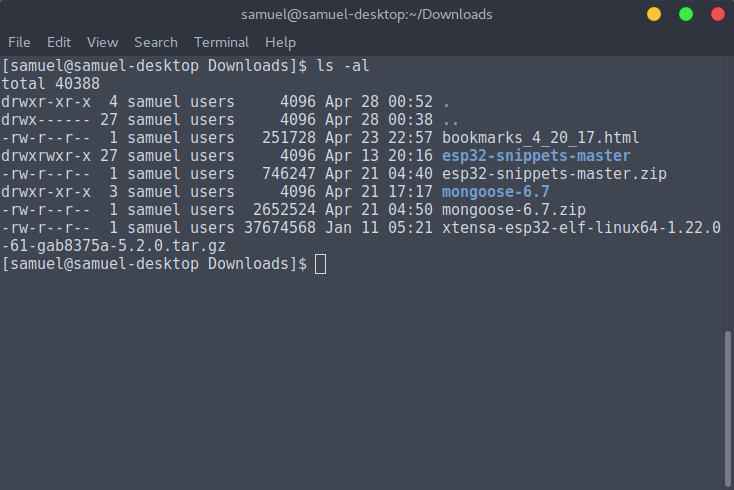 samuel@samuel-desktop:~/Downloads
File Edit View Search Terminal Help
[samuel@samuel-desktop Downloads]$ ls -al
total 40388
drwxr-xr-x  4 samuel users     4096 Apr 28 00:52 .
drwx------ 27 samuel users     4096 Apr 28 00:38 ..
-rw-r--r--  1 samuel users   251728 Apr 23 22:57 bookmarks_4_20_17.html
drwxrwxr-x 27 samuel users     4096 Apr 13 20:16 esp32-snippets-master
-rw-r--r--  1 samuel users   746247 Apr 21 04:40 esp32-snippets-master.zip
drwxr-xr-x  3 samuel users     4096 Apr 21 17:17 mongoose-6.7
-rw-r--r--  1 samuel users  2652524 Apr 21 04:50 mongoose-6.7.zip
-rw-r--r--  1 samuel users 37674568 Jan 11 05:21 xtensa-esp32-elf-linux64-1.22.0
-61-gab8375a-5.2.0.tar.gz
[samuel@samuel-desktop Downloads]$